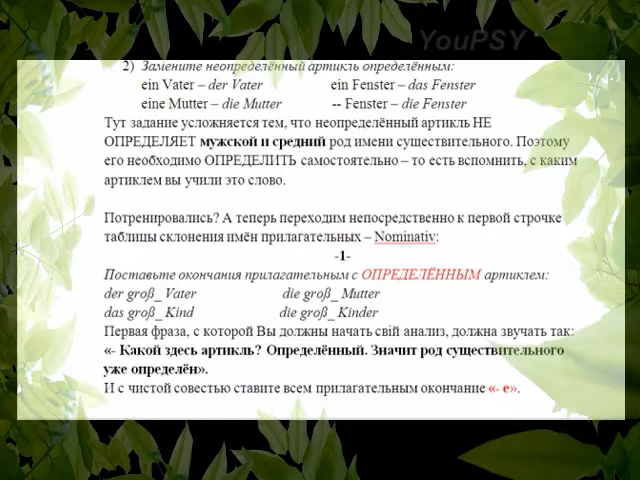 YouPSY
2) Замените неопределённый артикль определённым:
ein Vater – der Vater ein Fenster – das Fenster
eine Mutter – die Mutter -- Fenster – die Fenster
Тут задание усложняется тем, что неопределённый артикль НЕ
ОПРЕДЕЛЯЕТ мужской и средний род имени существительного. Поэтому
его необходимо ОПРЕДЕЛИТЬ самостоятельно – то есть вспомнить, с каким
артиклем вы учили это слово.
Потренировались? А теперь переходим непосредственно к первой строчке
таблицы склонения имён прилагательных – Nominativ:
-1-
Поставьте окончания прилагательным с ОПРЕДЕЛЁННЫМ артиклем:
der groß_ Vater die groß_ Mutter
das groß_ Kind die groß_ Kinder
Первая фраза, с которой Вы должны начать свій анализ, должна звучать так:
«- Какой здесь артикль? Определённый. Значит род существительного
уже определён».
И с чистой совестью ставите всем прилагательным окончание «- e».